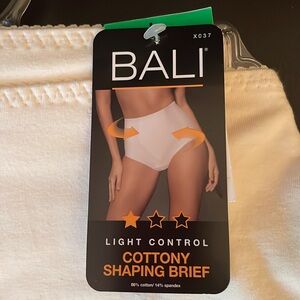 X037
BALI®
LIGHT CONTROL
COTTONY
SHAPING BRIEF
86% cotton/ 14% spandex